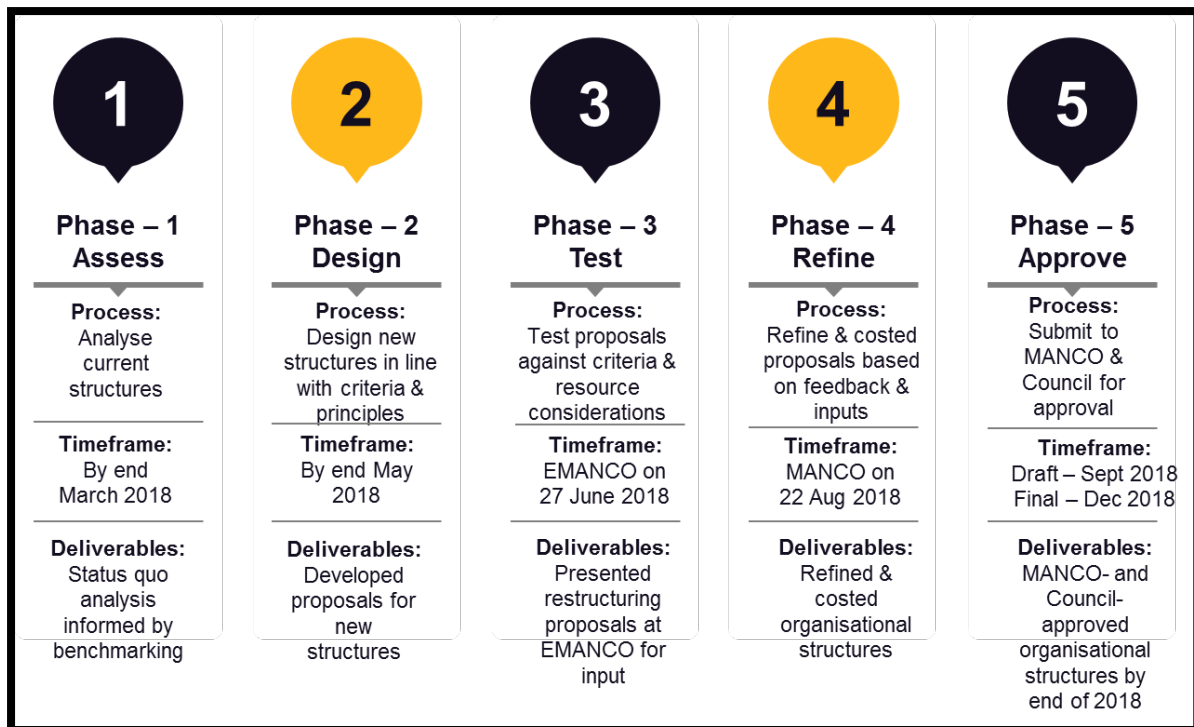 1
Phase – 1
Assess
Process:
Analyse
current
structures
Timeframe:
By end
March 2018
Deliverables:
Status quo
analysis
informed by
benchmarking
2
Phase – 2
Design
Process:
Design new
structures in line
with criteria &
principles
Timeframe:
By end May
2018
Deliverables:
Developed
proposals for
new
structures
3
Phase – 3
Test
Process:
Test proposals
against criteria &
resource
considerations
Timeframe:
EMANCO on
27 June 2018
Deliverables:
Presented
restructuring
proposals at
EMANCO for
input
4
Phase – 4
Refine
Process:
Refine & costed
proposals based
on feedback &
inputs
Timeframe:
MANCO on
22 Aug 2018
Deliverables:
Refined &
costed
organisational
structures
5
Phase – 5
Approve
Process:
Submit to
MANCO &
Council for
approval
Timeframe:
Draft – Sept 2018
Final – Dec 2018
Deliverables:
MANCO- and
Council-
approved
organisational
structures by
end of 2018